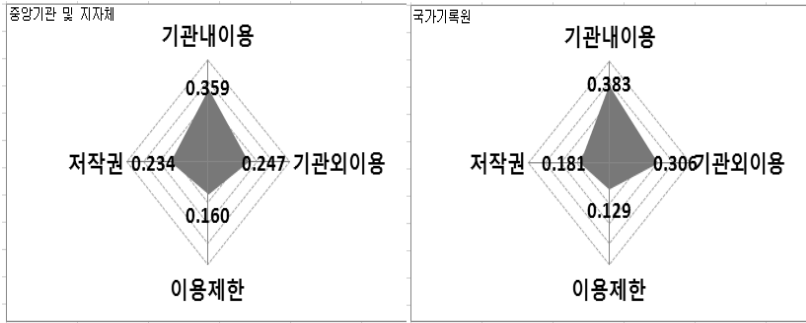 중앙기관 및 지자체
기관내이용
0.359
저작권 0.234 0.247 기관외이용
0.160
이용제한
국가기록원
기관내이용
0.383
저작권 0.181 0.306 기관외이용
0.129
이용제한